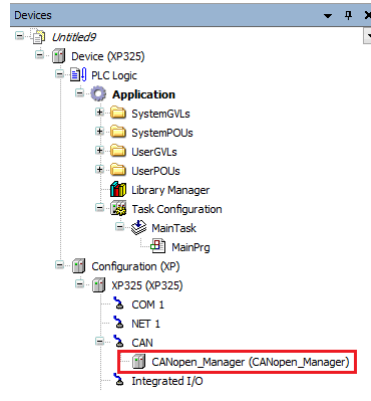 Devices
Untitled9
Device (XP325)
PLC Logic
Application
SystemGVLs
SystemPOUs
UserGVLs
UserPOUs
Library Manager
Task Configuration
MainTask
MainPrg
Configuration (XP)
XP325 (XP325)
COM 1
NET 1
CAN
CANopen_Manager (CANopen_Manager)
Integrated I/O